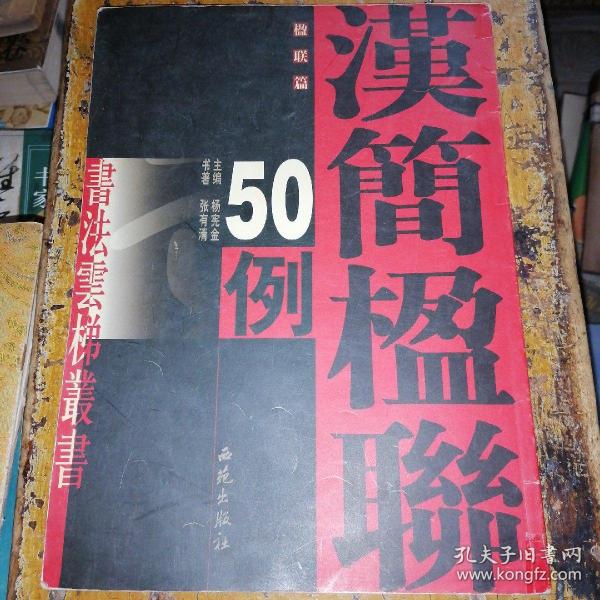 漢簡楹聯
50
例
楹联篇
主编 杨宪金
书著 张有清
書法雲梯叢書
西苑出版社
书家
孔夫子旧书网
www.kongfz.com